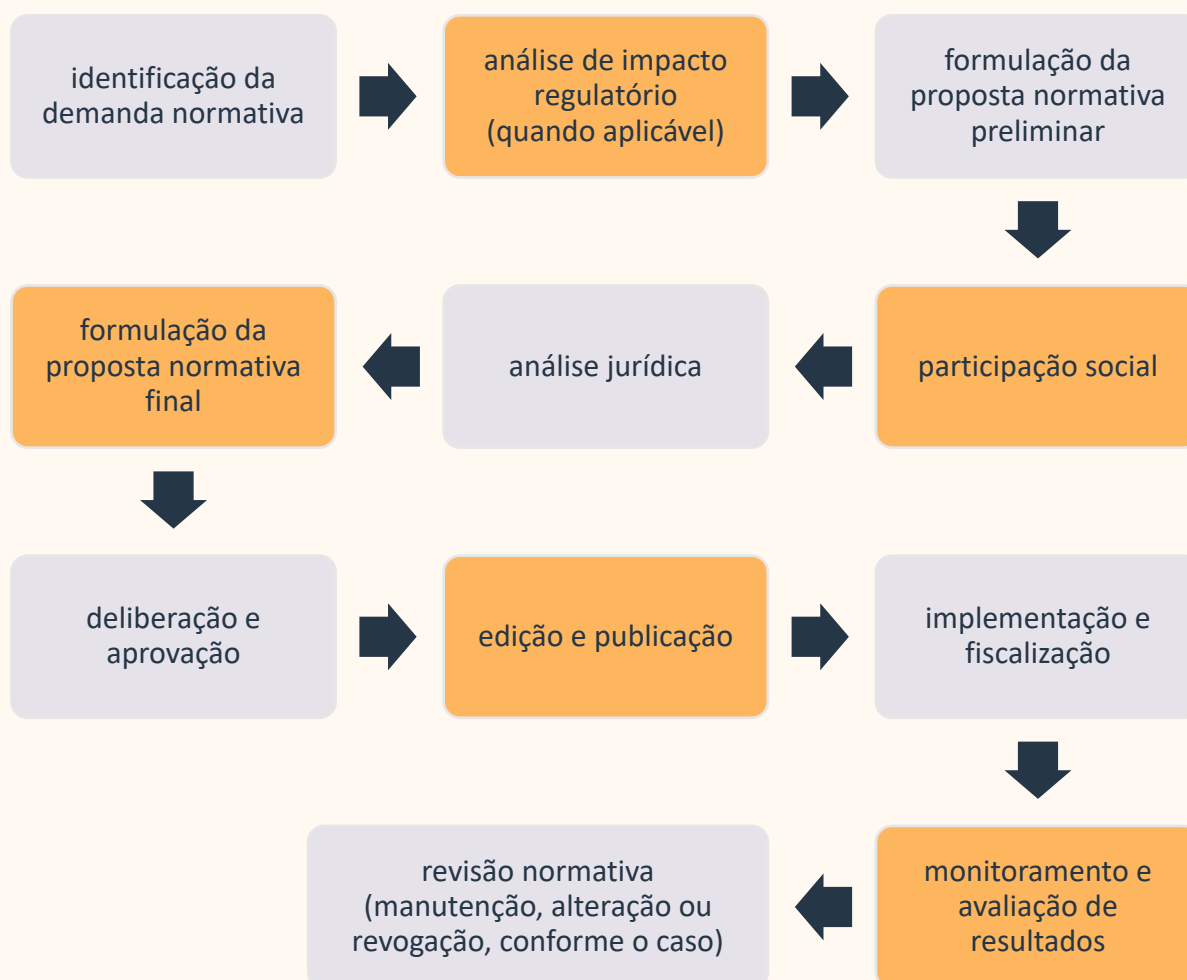 identificação da
demanda normativa
análise de impacto
regulatório
(quando aplicável)
formulação da
proposta normativa
preliminar
participação social
análise jurídica
formulação da
proposta normativa
final
deliberação e
aprovação
edição e publicação
implementação e
fiscalização
monitoramento e
avaliação de
resultados
revisão normativa
(manutenção, alteração ou
revogação, conforme o caso)